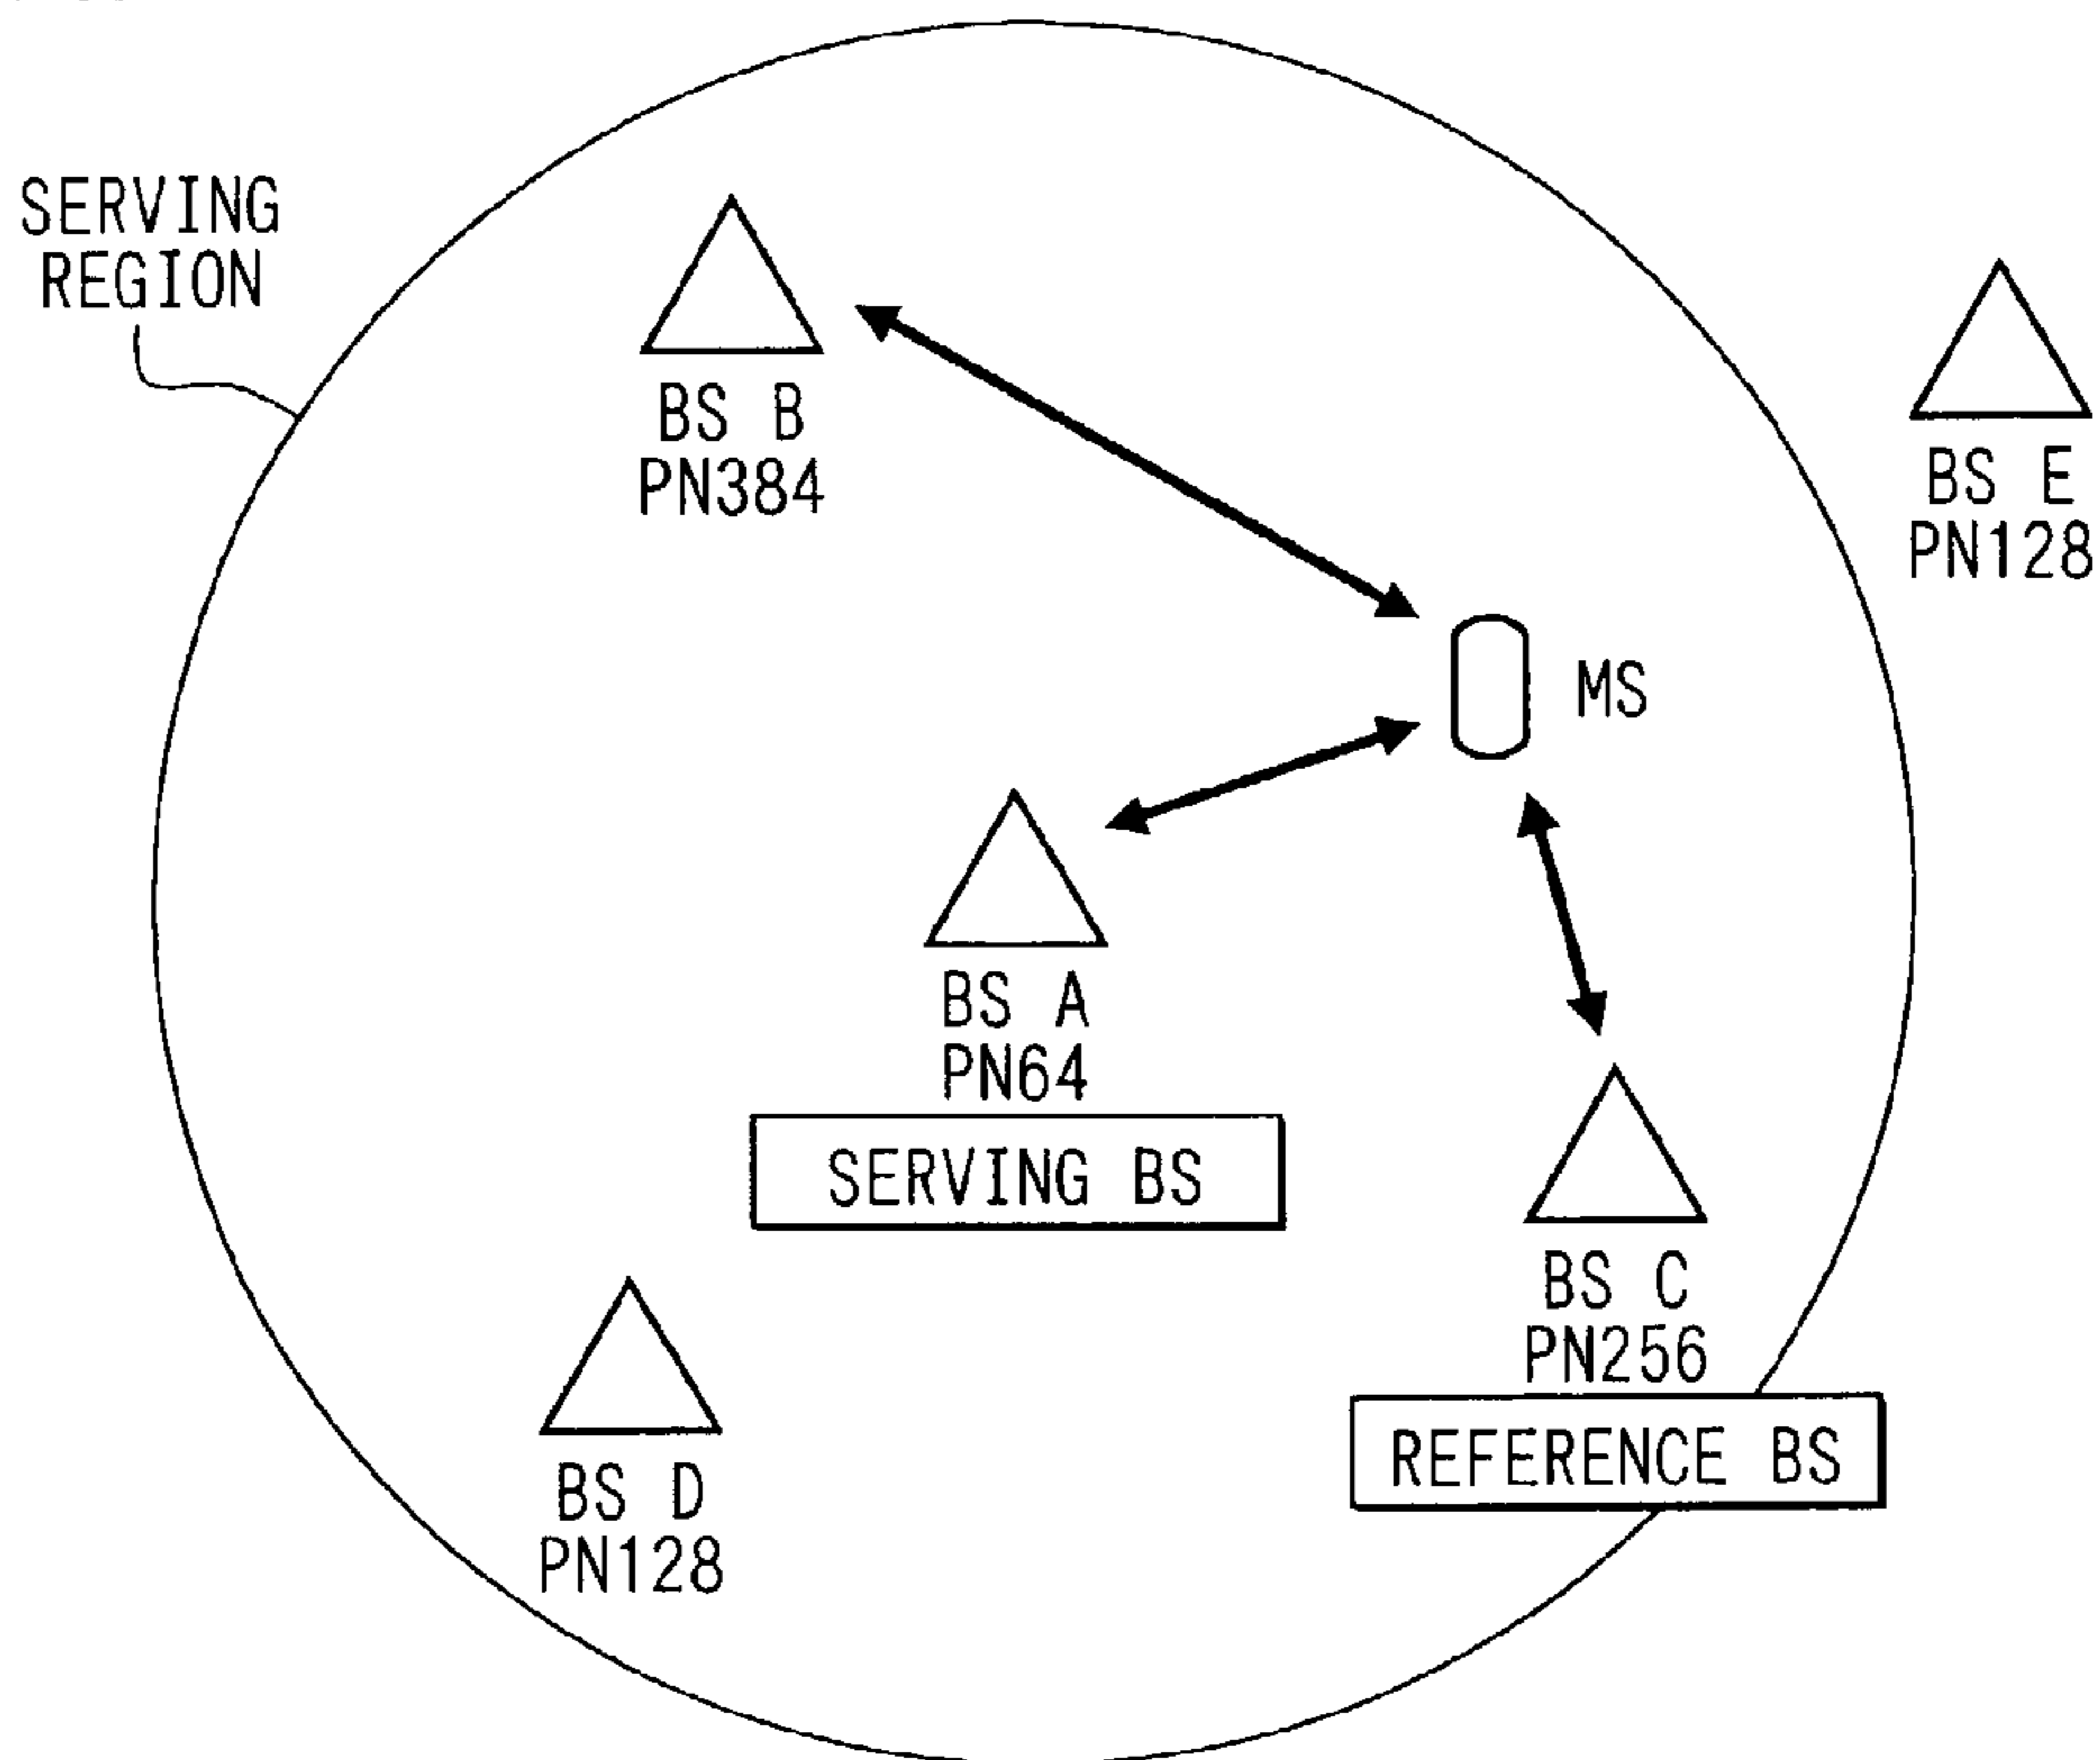 SERVING
REGION
BS B
PN384
BS E
PN128
MS
BS A
PN64
SERVING BS
BS C
PN256
REFERENCE BS
BS D
PN128